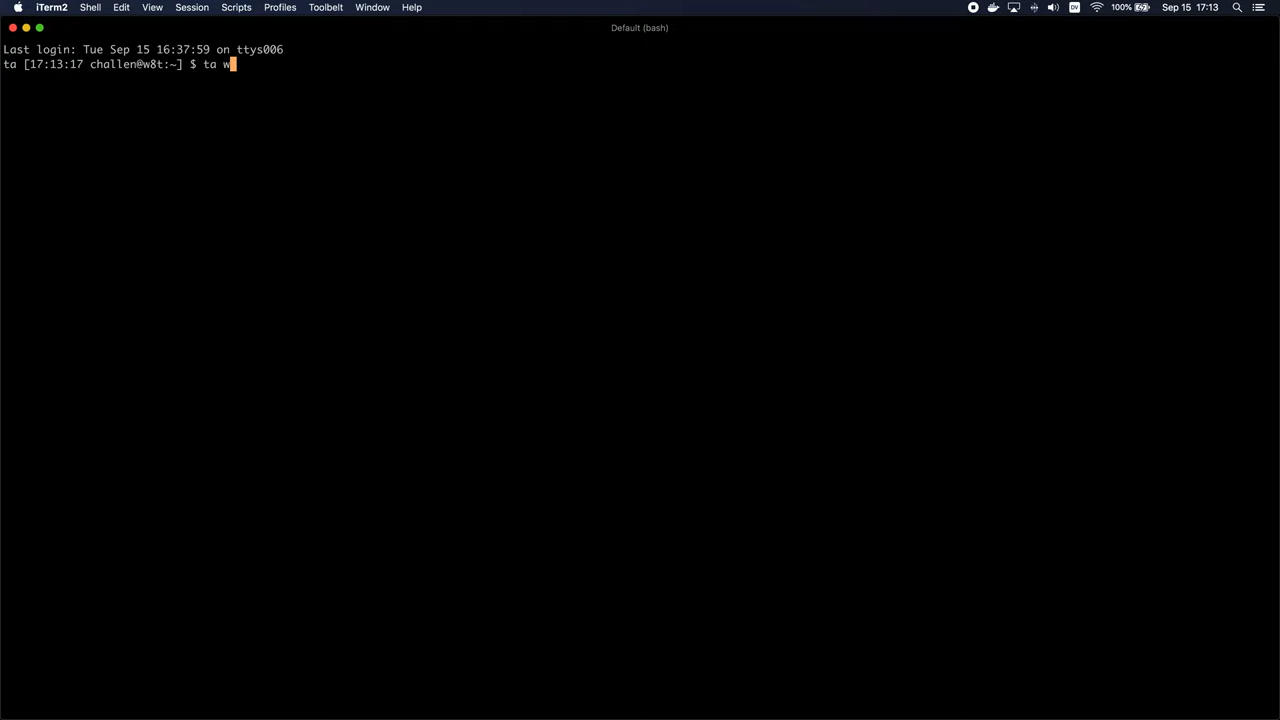 iTerm2 Shell Edit View Session Scripts Profiles Toolbelt Window Help DV 100% Sep 15 17:13
Default (bash)
Last login: Tue Sep 15 16:37:59 on ttys006
ta [17:13:17 challen@w8t:~] $ ta w